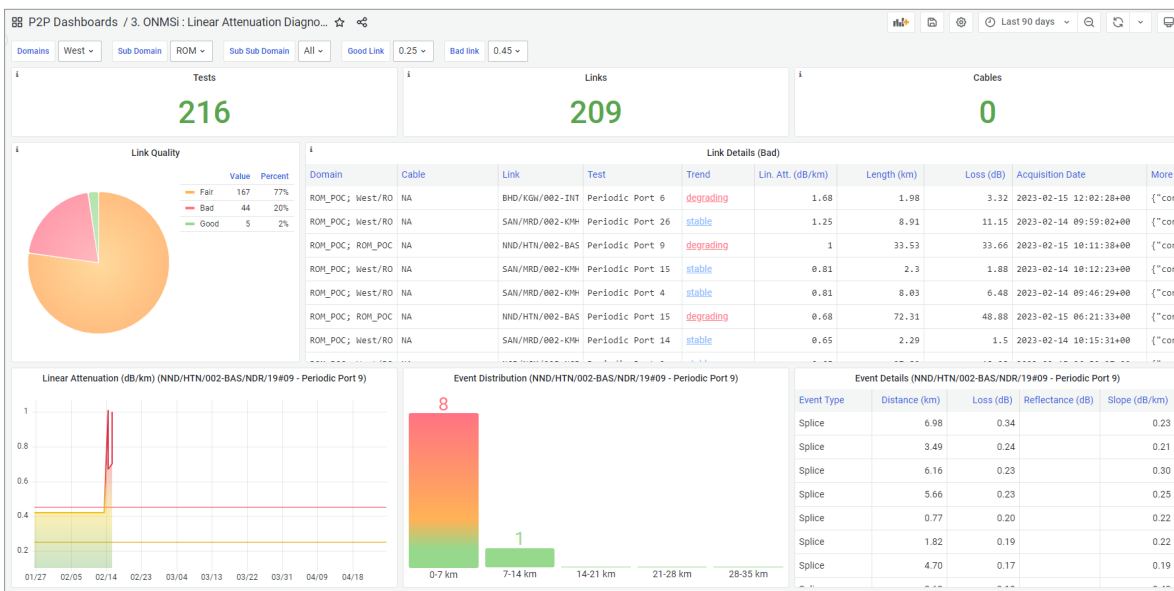 P2P Dashboards / 3. ONMSi : Linear Attenuation Diagno...
Last 90 days
Domains West Sub Domain ROM Sub Sub Domain All Good Link 0.25 Bad link 0.45
Tests
216
Links
209
Cables
0
Link Quality
Value Percent
Fair 167 77%
Bad 44 20%
Good 5 2%
Link Details (Bad)
Domain Cable Link Test Trend Lin. Att. (dB/km) Length (km) Loss (dB) Acquisition Date More
ROM_POC; West/RO NA BHD/KGW/002-INT Periodic Port 6 degrading 1.68 1.98 3.32 2023-02-15 12:02:28+00 {"cor
ROM_POC; West/RO NA SAN/MRD/002-KMH Periodic Port 26 stable 1.25 8.91 11.15 2023-02-14 09:59:02+00 {"cor
ROM_POC; ROM_POC NA NND/HTN/002-BAS Periodic Port 9 degrading 1 33.53 33.66 2023-02-15 10:11:38+00 {"cor
ROM_POC; West/RO NA SAN/MRD/002-KMH Periodic Port 15 stable 0.81 2.3 1.88 2023-02-14 10:12:23+00 {"cor
ROM_POC; West/RO NA SAN/MRD/002-KMH Periodic Port 4 stable 0.81 8.03 6.48 2023-02-14 09:46:29+00 {"cor
ROM_POC; ROM_POC NA NND/HTN/002-BAS Periodic Port 15 degrading 0.68 72.31 48.88 2023-02-15 06:21:33+00 {"cor
ROM_POC; West/RO NA SAN/MRD/002-KMH Periodic Port 14 stable 0.65 2.29 1.5 2023-02-14 10:15:31+00 {"cor
Linear Attenuation (dB/km) (NND/HTN/002-BAS/NDR/19#09 - Periodic Port 9)
1
0.8
0.6
0.4
0.2
01/27 02/05 02/14 02/23 03/04 03/13 03/22 03/31 04/09 04/18
Event Distribution (NND/HTN/002-BAS/NDR/19#09 - Periodic Port 9)
8
1
0-7 km 7-14 km 14-21 km 21-28 km 28-35 km
Event Details (NND/HTN/002-BAS/NDR/19#09 - Periodic Port 9)
Event Type Distance (km) Loss (dB) Reflectance (dB) Slope (dB/km)
Splice 6.98 0.34 0.23
Splice 3.49 0.24 0.21
Splice 6.16 0.23 0.30
Splice 5.66 0.23 0.25
Splice 0.77 0.20 0.22
Splice 1.82 0.19 0.22
Splice 4.70 0.17 0.19